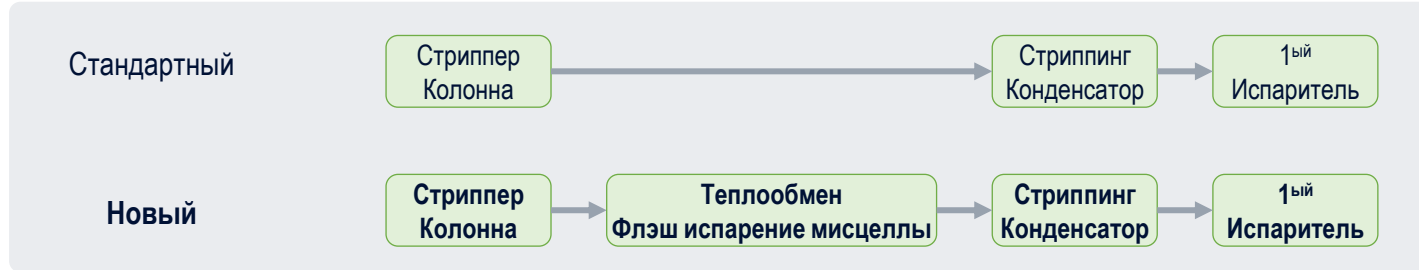 Стандартный
Стриппер
Колонна
Стриппинг
Конденсатор
1ый
Испаритель
Новый
Стриппер
Колонна
Теплообмен
Флэш испарение мисцеллы
Стриппинг
Конденсатор
1ый
Испаритель